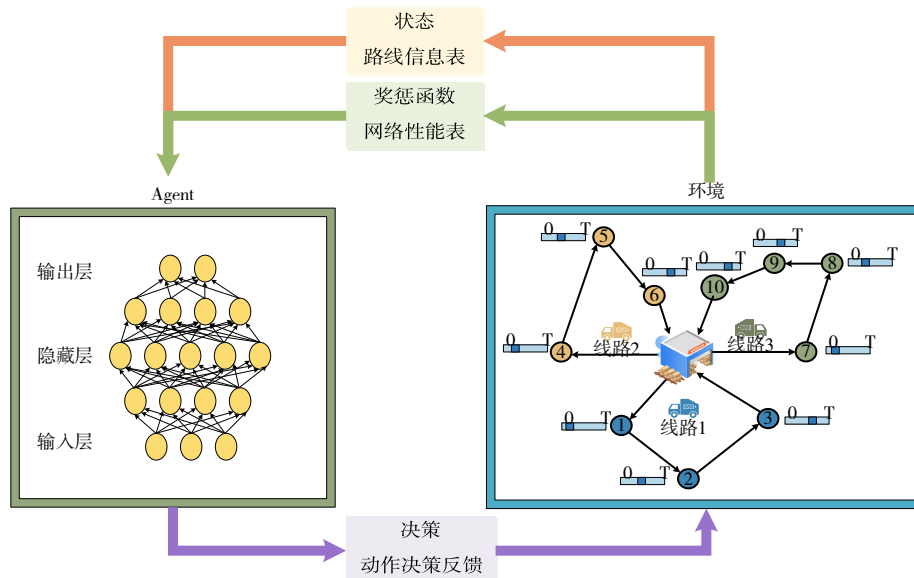 状态
路线信息表
奖惩函数
网络性能表
Agent
环境
输出层
隐藏层
输入层
0 T
5
0 T
6
0 T
4
线路2
0 T
10
0 T
9
8
0 T
线路3
7
0 T
0 T
1
线路1
3
0 T
0 T
2
决策
动作决策反馈